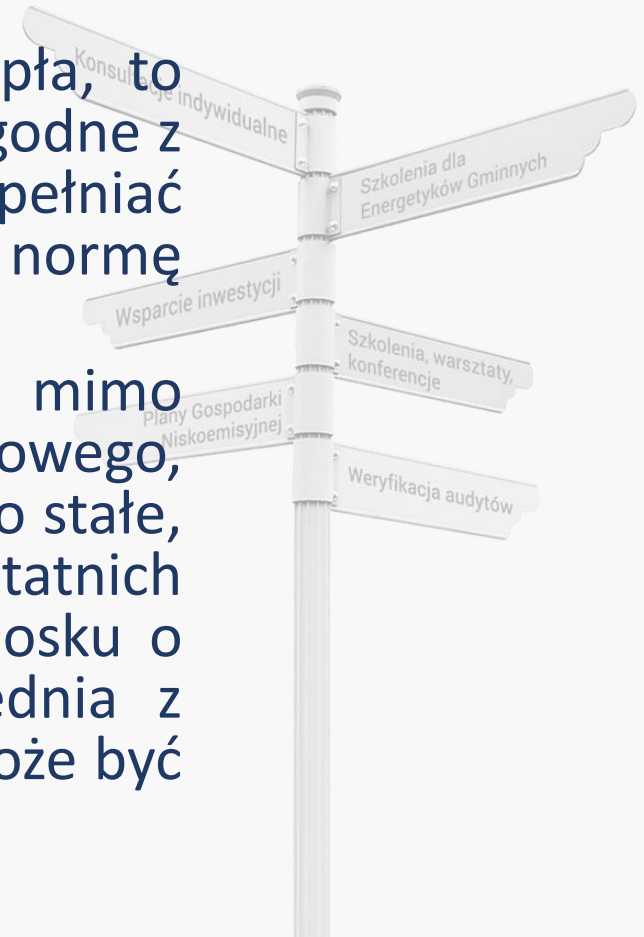 pła, to
godne z
pełniać
normę
mimo
owego,
o stałe,
tatnich
osku o
ednia z
oże być
Konsultacje indywidualne
Szkolenia dla
Energetyków Gminnych
Wsparcie inwestycji
Szkolenia, warsztaty,
konferencje
Plany Gospodarki
Niskoemisyjnej
Weryfikacja audytów